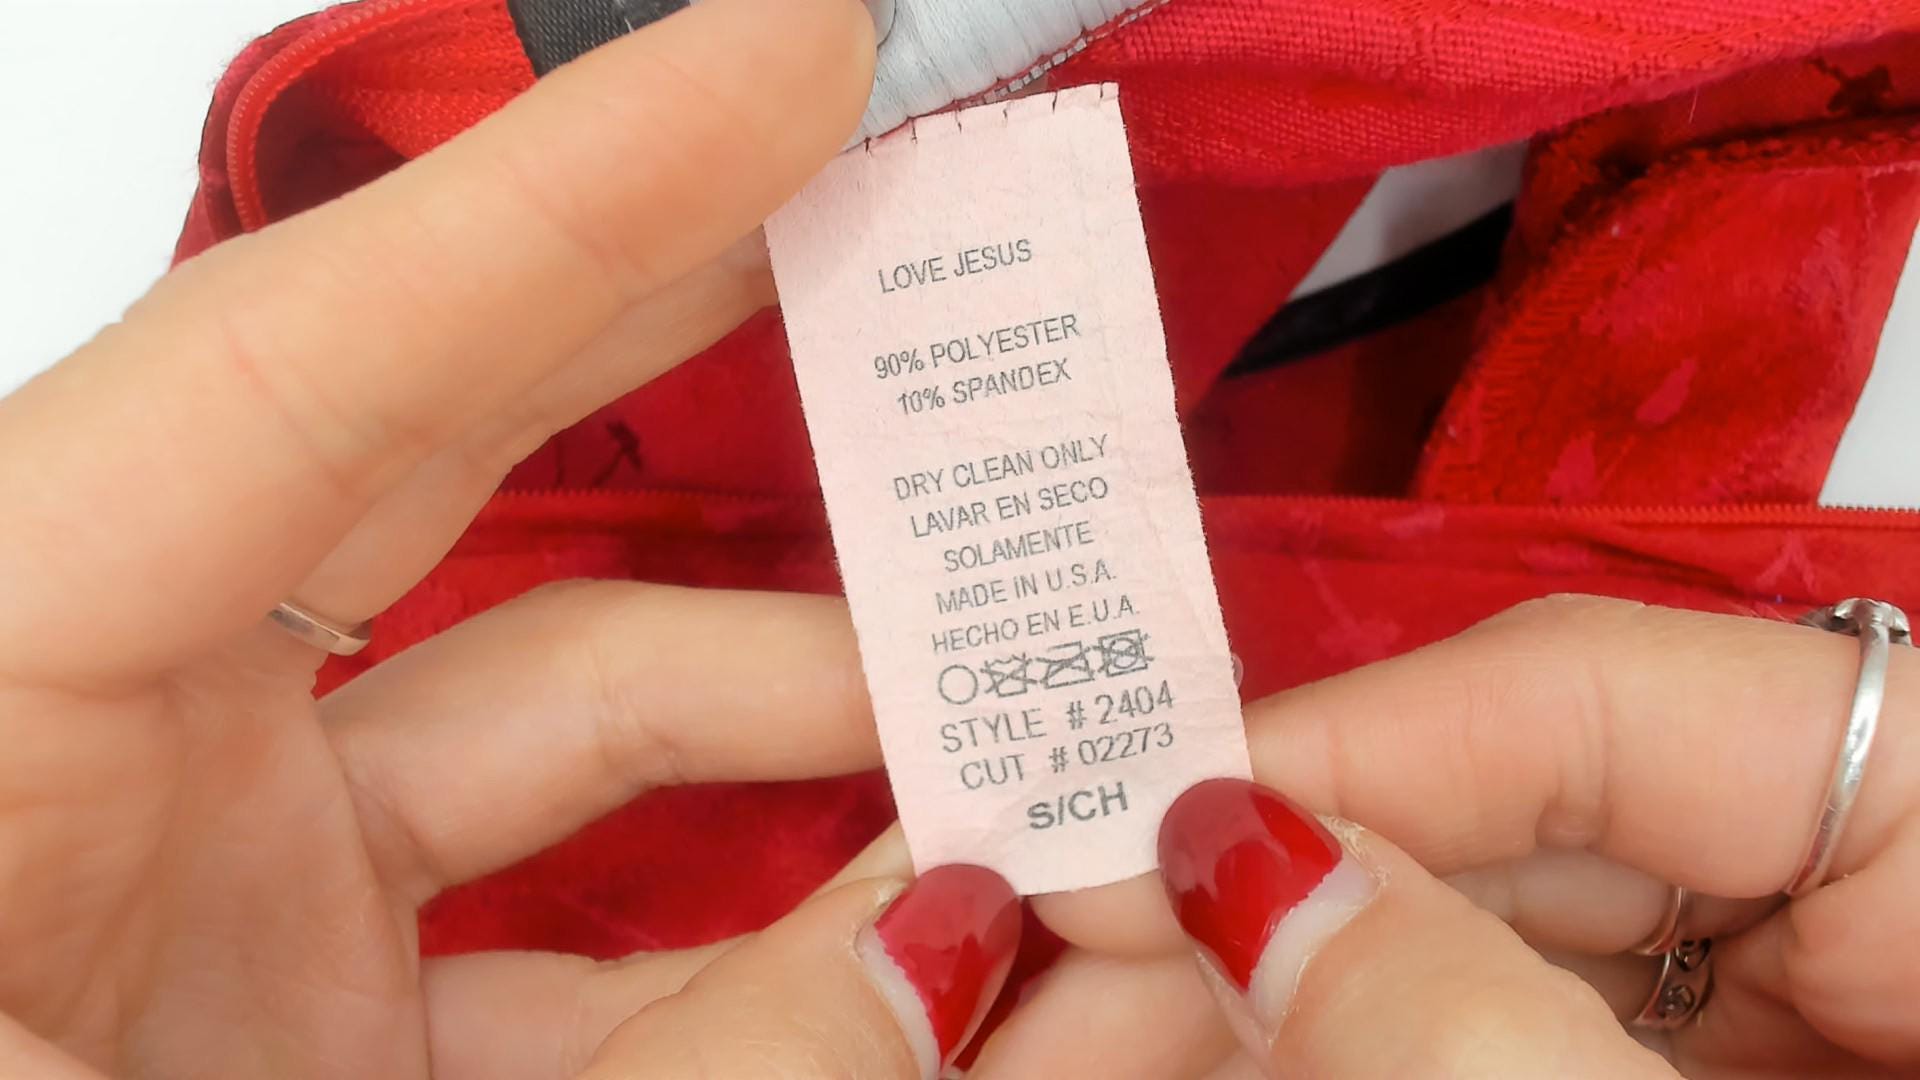 LOVE JESUS
90% POLYESTER
10% SPANDEX
DRY CLEAN ONLY
LAVAR EN SECO
SOLAMENTE
MADE IN U.S.A.
HECHO EN E.U.A.
STYLE # 2404
CUT # 02273
S/CH